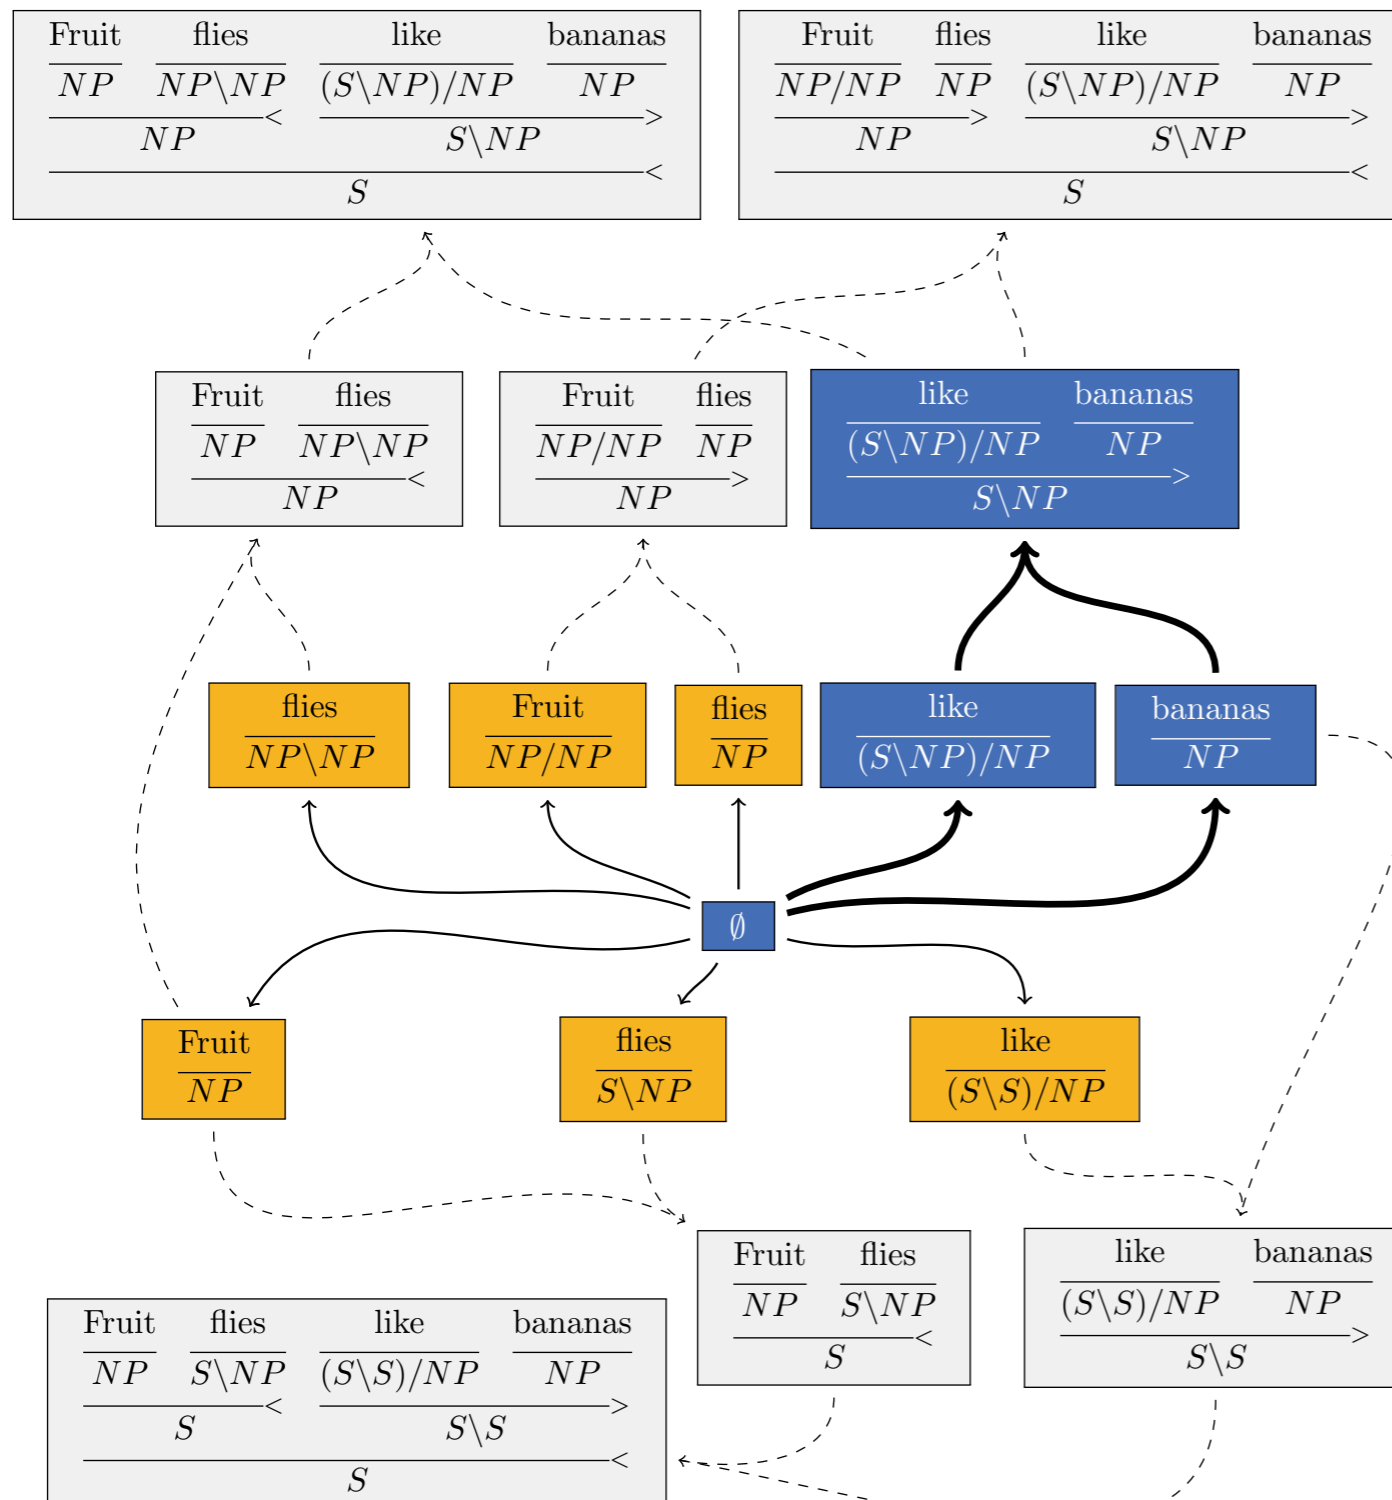 Fruit flies like bananas
NP NP\NP (S\NP)/NP NP
< >
NP S\NP
<
S
Fruit flies like bananas
NP/NP NP (S\NP)/NP NP
> >
NP S\NP
<
S
Fruit flies
NP NP\NP
<
NP
Fruit flies
NP/NP NP
>
NP
like bananas
(S\NP)/NP NP
>
S\NP
flies
NP\NP
Fruit
NP/NP
flies
NP
like
(S\NP)/NP
bananas
NP
∅
Fruit
NP
flies
S\NP
like
(S\S)/NP
Fruit flies
NP S\NP
<
S
like bananas
(S\S)/NP NP
>
S\S
Fruit flies like bananas
NP S\NP (S\S)/NP NP
< >
S S\S
<
S